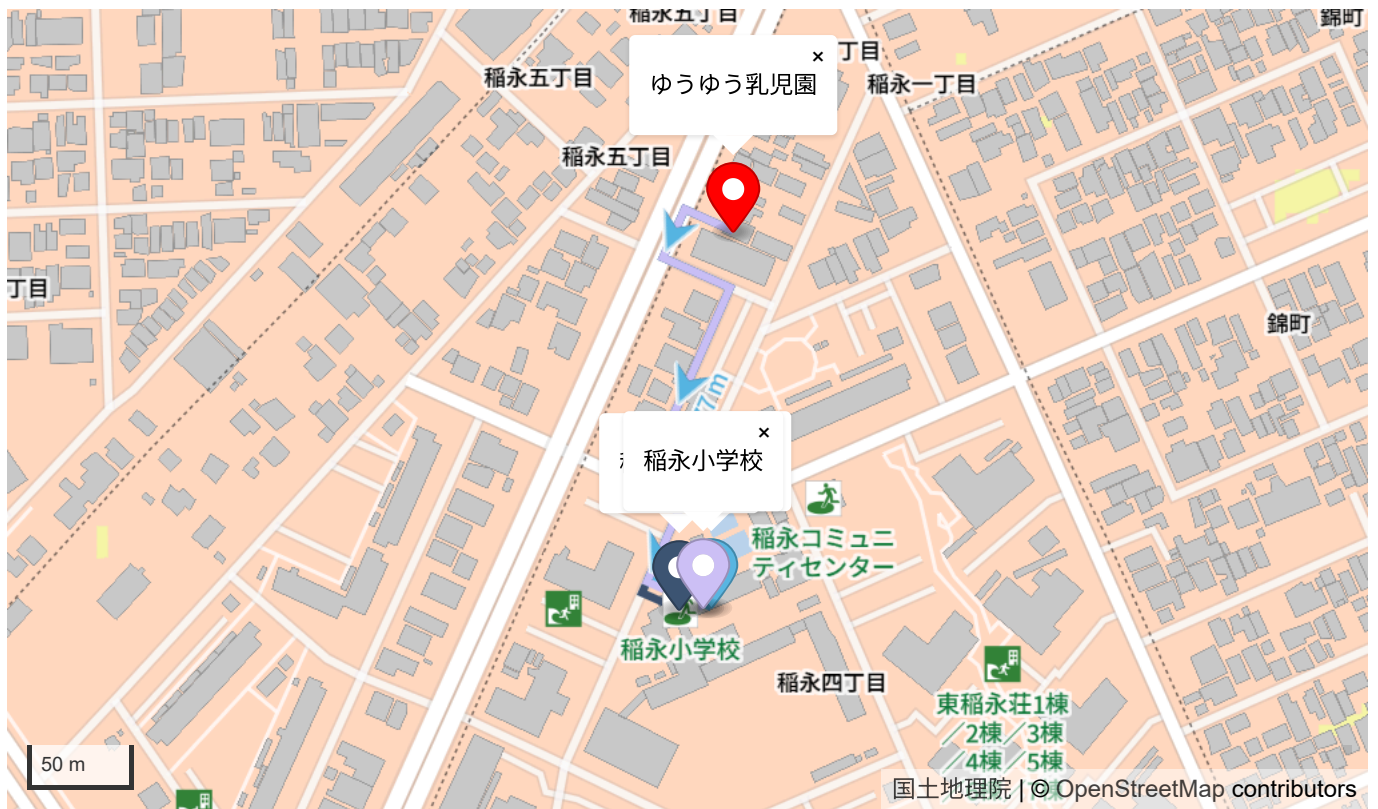 稲永五丁目
錦町
丁目
稲永五丁目
×
ゆうゆう乳児園
稲永一丁目
稲永五丁目
丁目
錦町
7m
×
稲永小学校
稲永コミュニ
ティセンター
稲永小学校
稲永四丁目
東稲永荘1棟
／2棟／3棟
／4棟／5棟
50 m
国土地理院 | © OpenStreetMap contributors